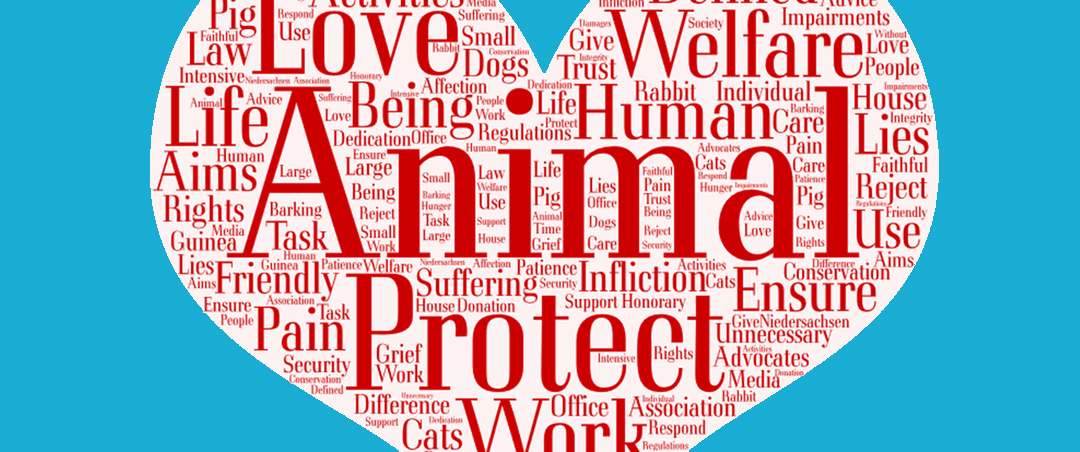 Activities Media Inflicition Defined Advice
Pig Respond Love Suffering Damages Society Impairments
Faithful Use Rabbit Small Give Welfare Without
Law Conservation Integrity Love
Dogs Trust People
Intensive Niedersachsen Association Honorary Affection Dedication Rabbit Individual Impairments
Life Animal Advice Suffering Being Intensive People Life Human Barking House
Love Work Protect Care Integrity
Dedication Office Regulations Lies
Human Animal Ensure Human Advocates Pain
Aims Large Large Small Law Life Lies Faithful Cats Care Faithful
Being Barking Welfare Pig Office Pain Respond Patience Reject
Hunger Use Trust Hunger Impairments Pig Regulations
Rights Barking Reject Task Support Animal Dogs Being Advice Give Friendly
Media Task Small Large House Time Care Reject Love Rights Use
Guinea Work Grief Security
Human
Lies Guinea Patience Welfare Niedersachsen Affection Patience Infliction Activities Difference Aims
Aims Friendly Suffering Security Cats Conservation
Ensure Association Protect House Donation Support Honorary Ensure
People Task Give Niedersachsen
Pain Unnecessary
Security Grief Intensive Rights Activities Advocates
Conservation Work Media Donation
Defined Unnecessary Individual Rabbit
Difference Work Office Association
Support Dedication Respond
Cats Regulations